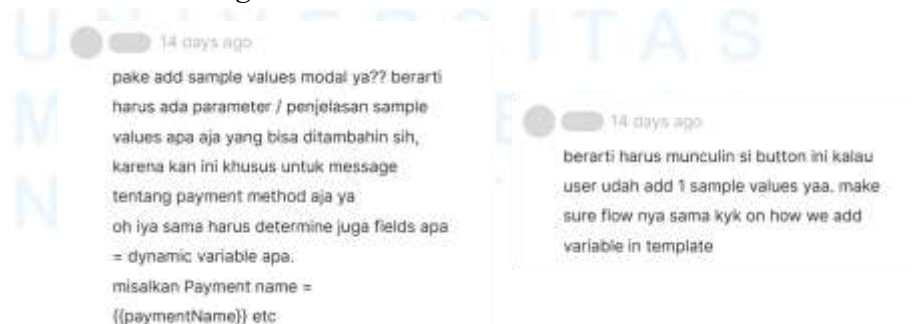 UNIVERSITAS
14 days ago
pake add sample values modal ya?? berarti
harus ada parameter / penjelasan sample
values apa aja yang bisa ditambahin sih,
karena kan ini khusus untuk message
tentang payment method aja ya
oh iya sama harus determine juga fields apa
= dynamic variable apa.
misalkan Payment name =
{{paymentName}} etc
14 days ago
berarti harus munculin si button ini kalau
user udah add 1 sample values yaa. make
sure flow nya sama kyk on how we add
variable in template